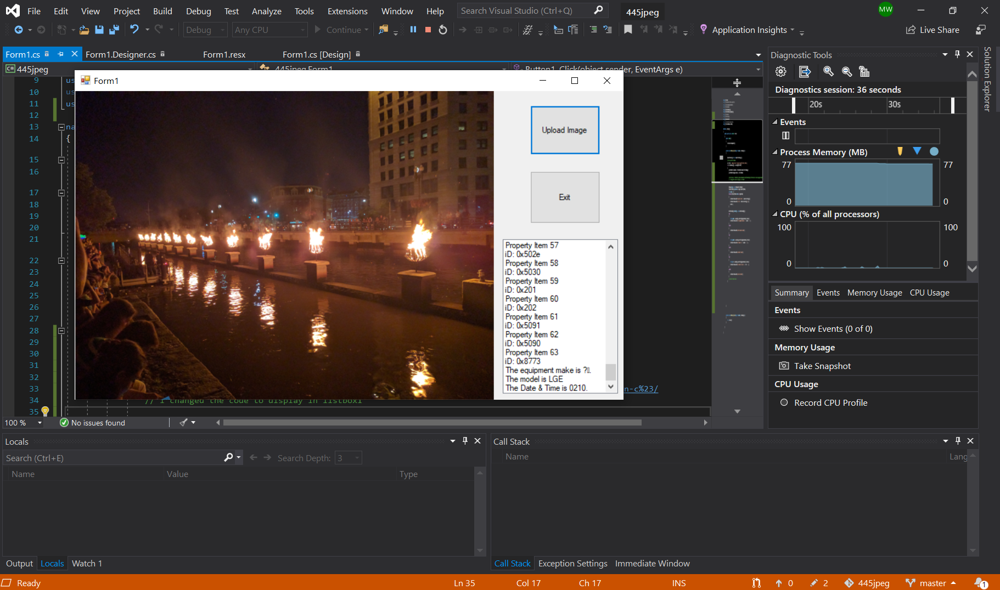 File Edit View Project Build Debug Test Analyze Tools Extensions Window Help Search Visual Studio (Ctrl+Q) 445jpeg MW
Debug Any CPU Continue Application Insights Live Share
Form1.cs Form1.Designer.cs Form1.resx Form1.cs [Design]
C# 445jpeg 445jpeg.Form1 Button1_Click(object sender, EventArgs e)
Form1
9 us
10 us
11 us
12
13 na
14 {
15
16
17
18
19
20
21
22
23
24
25
26
27
28
29
30
31
32
33 n-c%23/
34 // I changed the code to display in listbox1
35
Upload Image
Exit
Property Item 57
iD: 0x502e
Property Item 58
iD: 0x5030
Property Item 59
iD: 0x201
Property Item 60
iD: 0x202
Property Item 61
iD: 0x5091
Property Item 62
iD: 0x5090
Property Item 63
iD: 0x8773
The equipment make is ?▯.
The model is LGE
The Date & Time is 0210.
100 % No issues found
Diagnostic Tools
Diagnostics session: 36 seconds
20s 30s
Events
Process Memory (MB)
77 77
0 0
CPU (% of all processors)
100 100
0 0
Summary Events Memory Usage CPU Usage
Events
Show Events (0 of 0)
Memory Usage
Take Snapshot
CPU Usage
Record CPU Profile
Solution Explorer
Locals
Search (Ctrl+E) Search Depth: 3
Name Value Type
Output Locals Watch 1
Call Stack
Name Lang
Call Stack Exception Settings Immediate Window
Ready Ln 35 Col 17 Ch 17 INS 0 2 445jpeg master 1